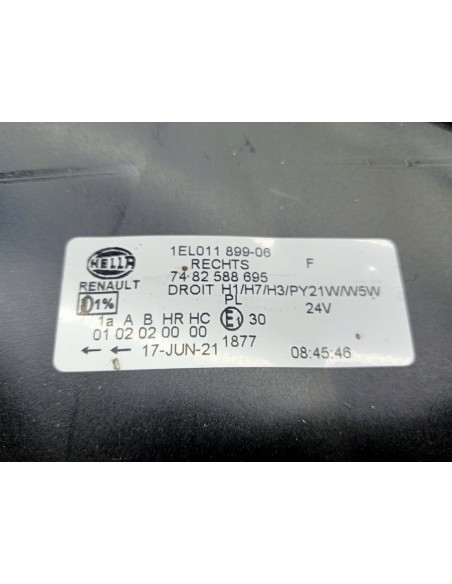 HELLA
1EL011 899-06
RECHTS F
RENAULT 74 82 588 695
1% DROIT H1/H7/H3/PY21W/W5W
PL 24V
1a A B HR HC E1 30
01 02 02 00 00
← ← 17-JUN-21 1877 08:45:46